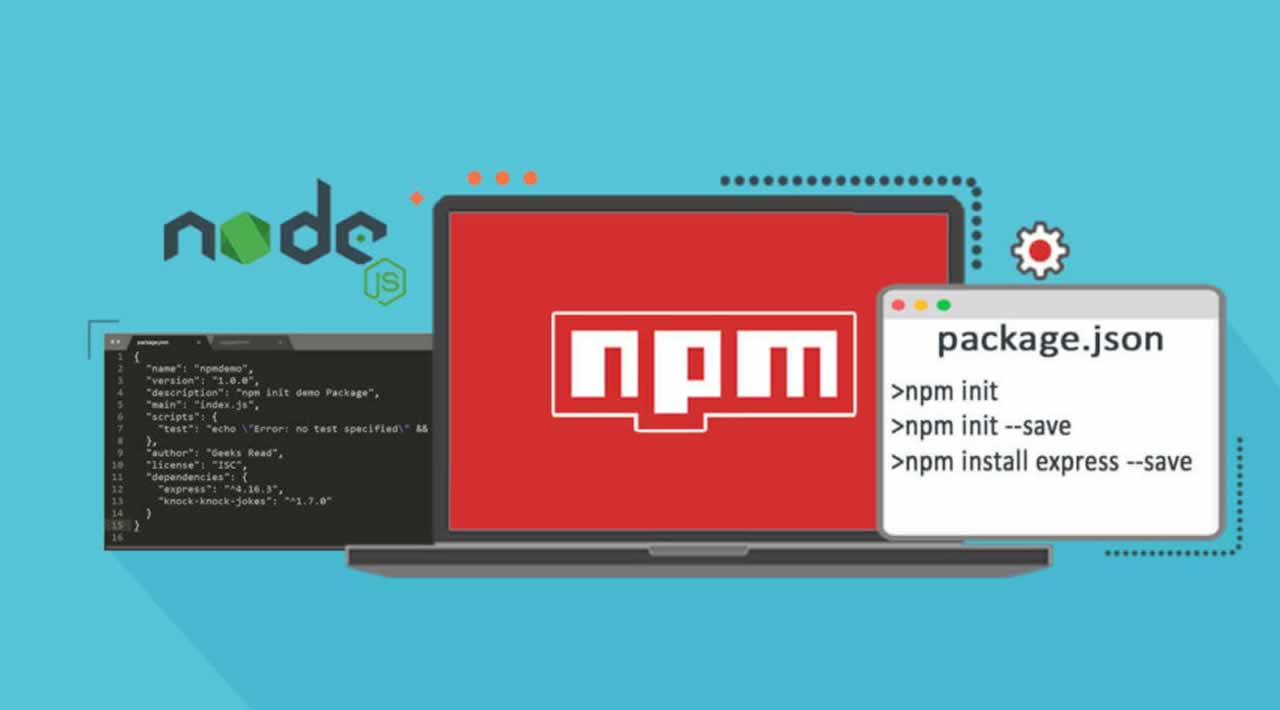 node
JS
package.json
1 {
2 "name": "npmdemo",
3 "version": "1.0.0",
4 "description": "npm init demo Package",
5 "main": "index.js",
6 "scripts": {
7 "test": "echo \"Error: no test specified\" &&
8 },
9 "author": "Geeks Read",
10 "license": "ISC",
11 "dependencies": {
12 "express": "^4.16.3",
13 "knock-knock-jokes": "^1.7.0"
14 }
15 }
16
npm
package.json
>npm init
>npm init --save
>npm install express --save